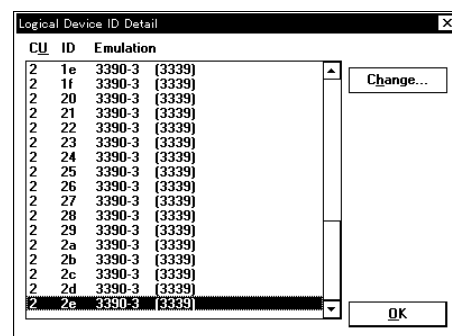 Logical Device ID Detail
CU ID Emulation
2 1e 3390-3 (3339)
2 1f 3390-3 (3339)
2 20 3390-3 (3339)
2 21 3390-3 (3339)
2 22 3390-3 (3339)
2 23 3390-3 (3339)
2 24 3390-3 (3339)
2 25 3390-3 (3339)
2 26 3390-3 (3339)
2 27 3390-3 (3339)
2 28 3390-3 (3339)
2 29 3390-3 (3339)
2 2a 3390-3 (3339)
2 2b 3390-3 (3339)
2 2c 3390-3 (3339)
2 2d 3390-3 (3339)
2 2e 3390-3 (3339)
Change...
OK